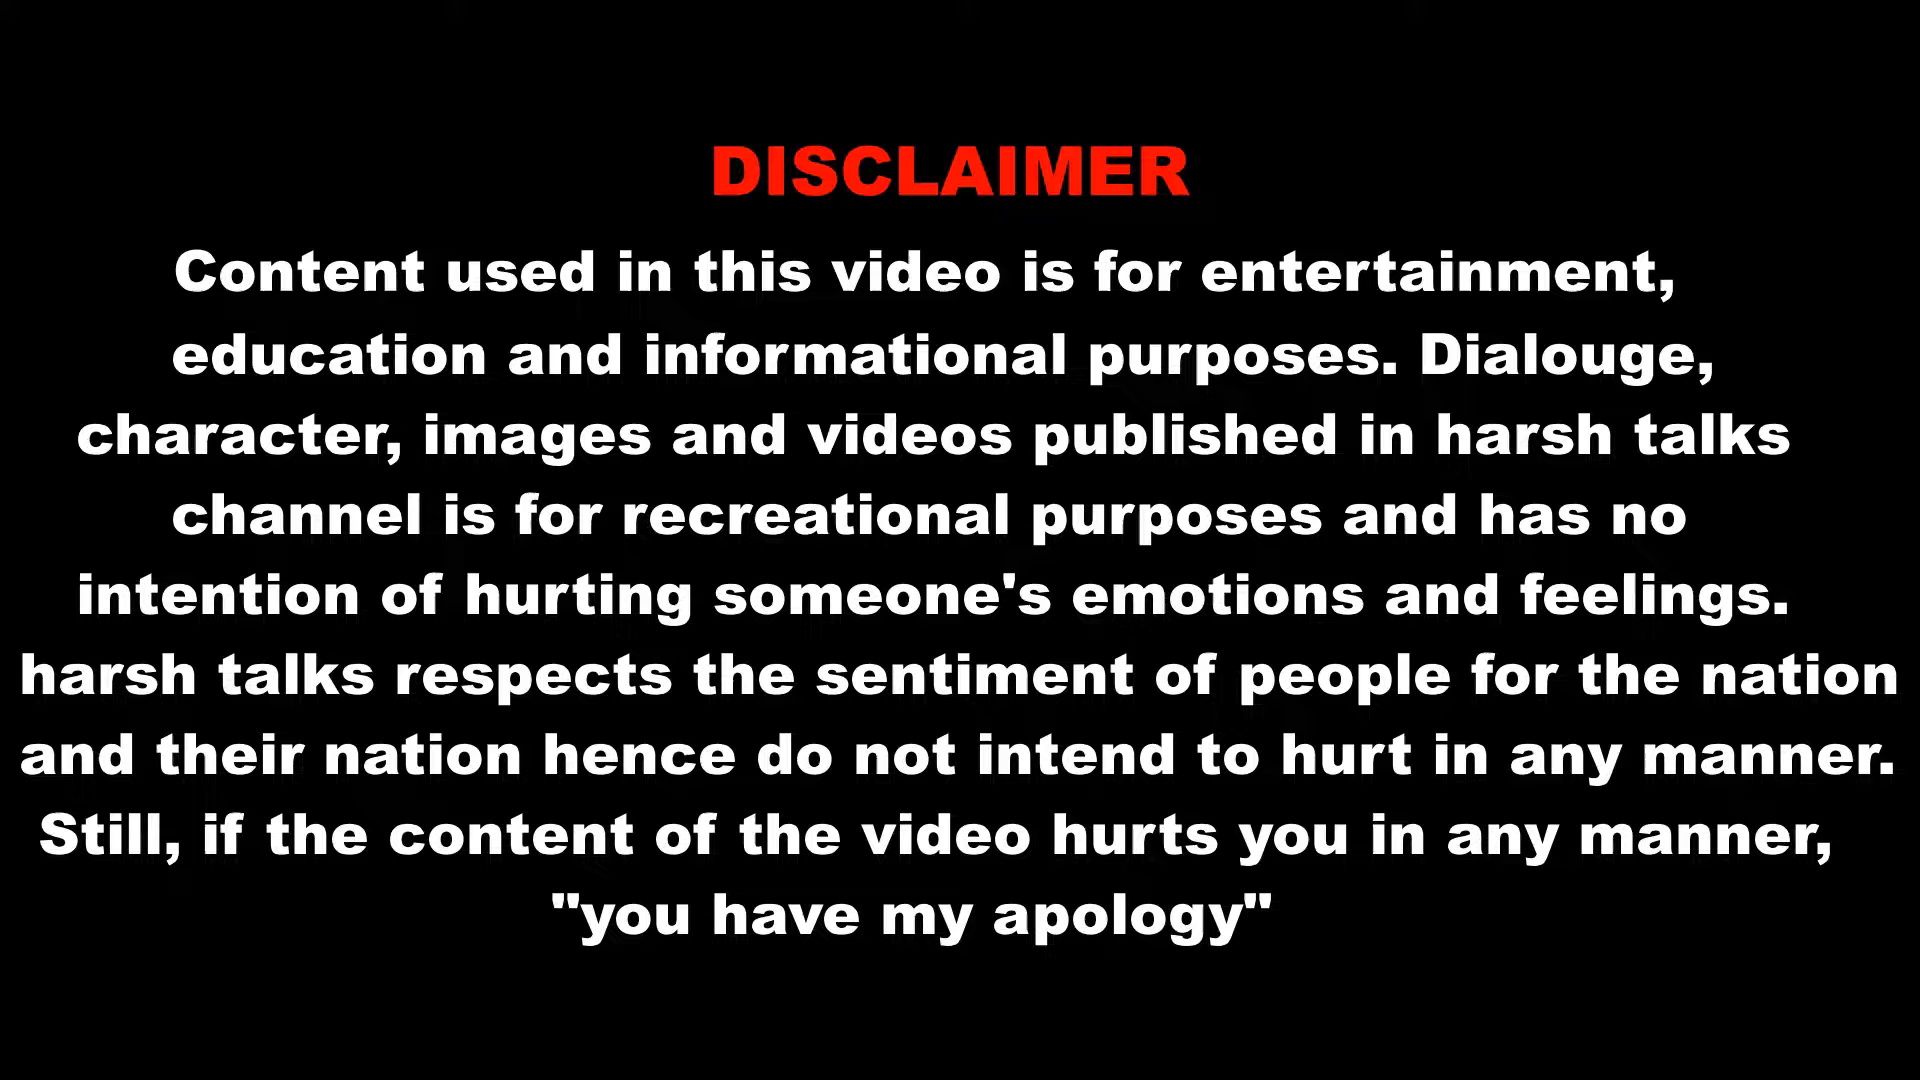 DISCLAIMER
Content used in this video is for entertainment,
education and informational purposes. Dialouge,
character, images and videos published in harsh talks
channel is for recreational purposes and has no
intention of hurting someone's emotions and feelings.
harsh talks respects the sentiment of people for the nation
and their nation hence do not intend to hurt in any manner.
Still, if the content of the video hurts you in any manner,
"you have my apology"